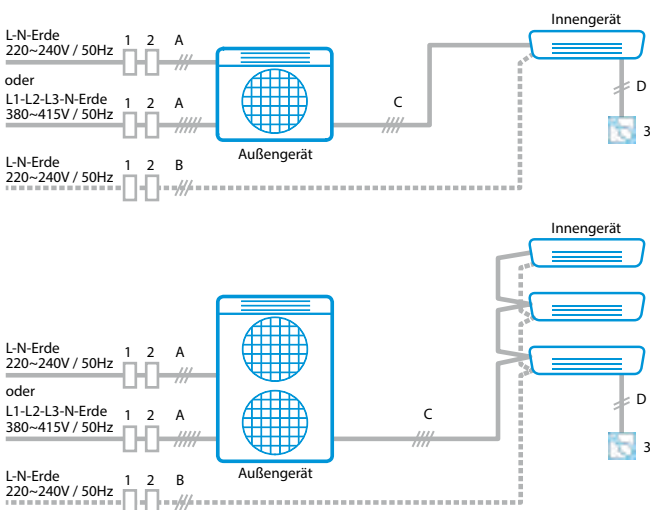 Innengerät
L-N-Erde 1 2 A
220~240V / 50Hz
D
oder
L1-L2-L3-N-Erde 1 2 A C
380~415V / 50Hz
3
Außengerät
L-N-Erde 1 2 B
220~240V / 50Hz
Innengerät
L-N-Erde 1 2 A
220~240V / 50Hz
oder
D
L1-L2-L3-N-Erde 1 2 A C
380~415V / 50Hz
3
Außengerät
L-N-Erde 1 2 B
220~240V / 50Hz